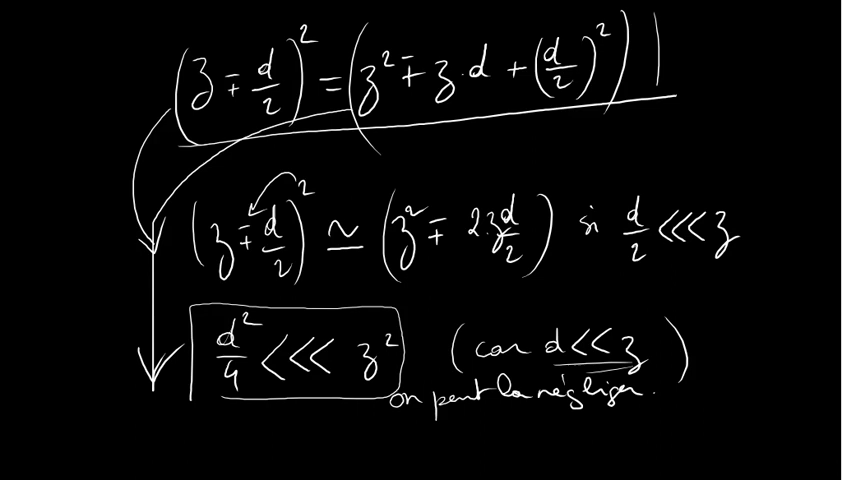 (z ∓ d/2)² = (z² ∓ z.d + (d/2)²)
(z ∓ d/2)² ≃ (z² ∓ 2zd/2) si d/2 <<< z
d²/4 <<< z² (car d << z)
on peut la négliger.